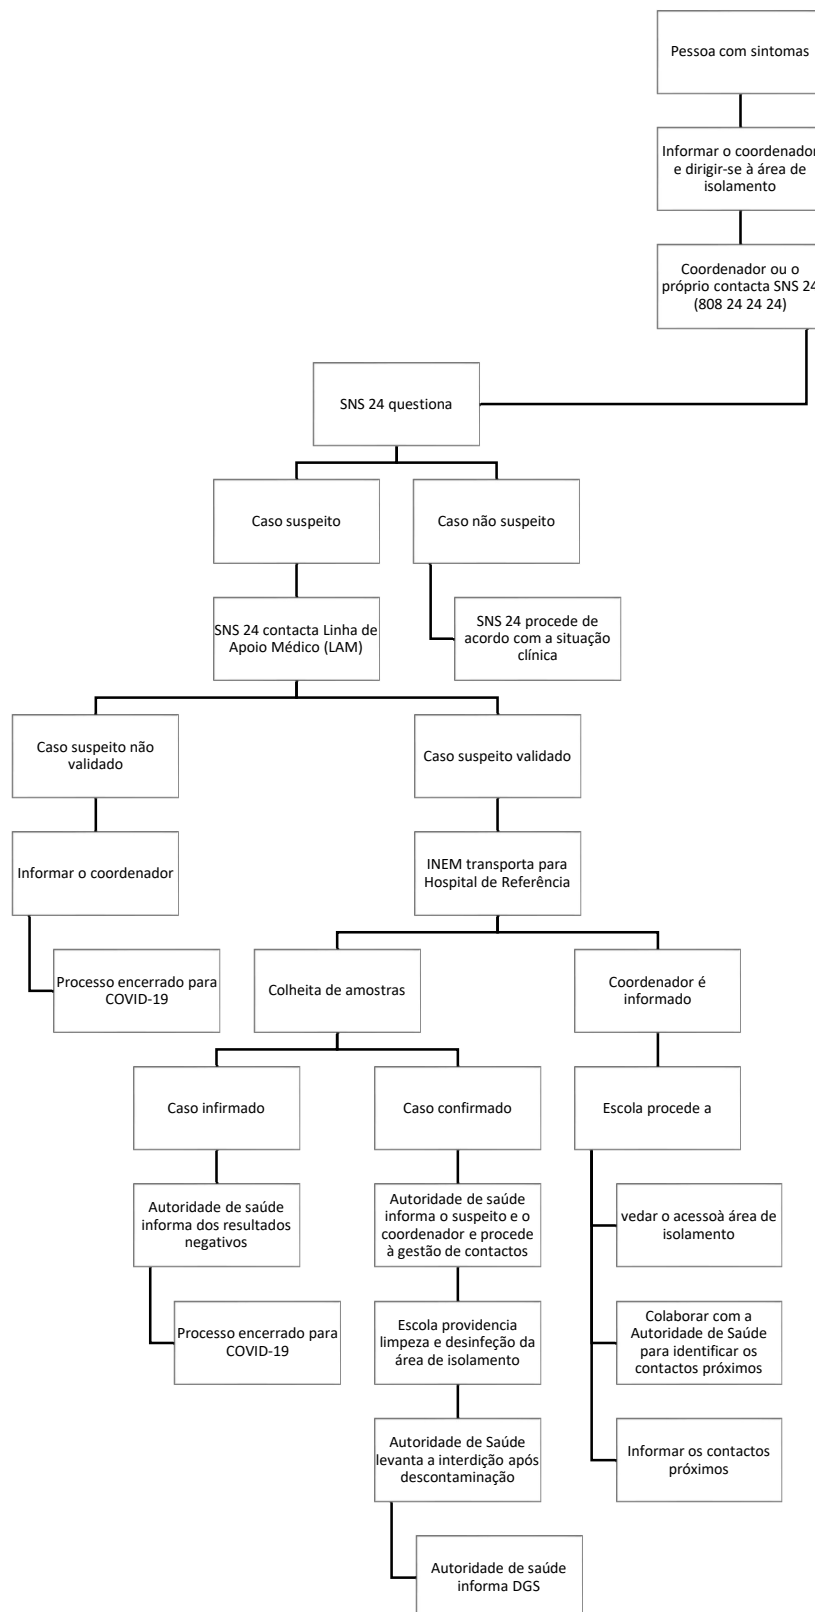 Pessoa com sintomas
Informar o coordenador
e dirigir-se à área de
isolamento
Coordenador ou o
próprio contacta SNS 24
(808 24 24 24)
SNS 24 questiona
Caso suspeito
Caso não suspeito
SNS 24 contacta Linha de
Apoio Médico (LAM)
SNS 24 procede de
acordo com a situação
clínica
Caso suspeito não
validado
Caso suspeito validado
Informar o coordenador
INEM transporta para
Hospital de Referência
Processo encerrado para
COVID-19
Colheita de amostras
Coordenador é
informado
Caso infirmado
Caso confirmado
Escola procede a
Autoridade de saúde
informa dos resultados
negativos
Autoridade de saúde
informa o suspeito e o
coordenador e procede
à gestão de contactos
vedar o acessoà área de
isolamento
Processo encerrado para
COVID-19
Escola providencia
limpeza e desinfeção da
área de isolamento
Colaborar com a
Autoridade de Saúde
para identificar os
contactos próximos
Autoridade de Saúde
levanta a interdição após
descontaminação
Informar os contactos
próximos
Autoridade de saúde
informa DGS